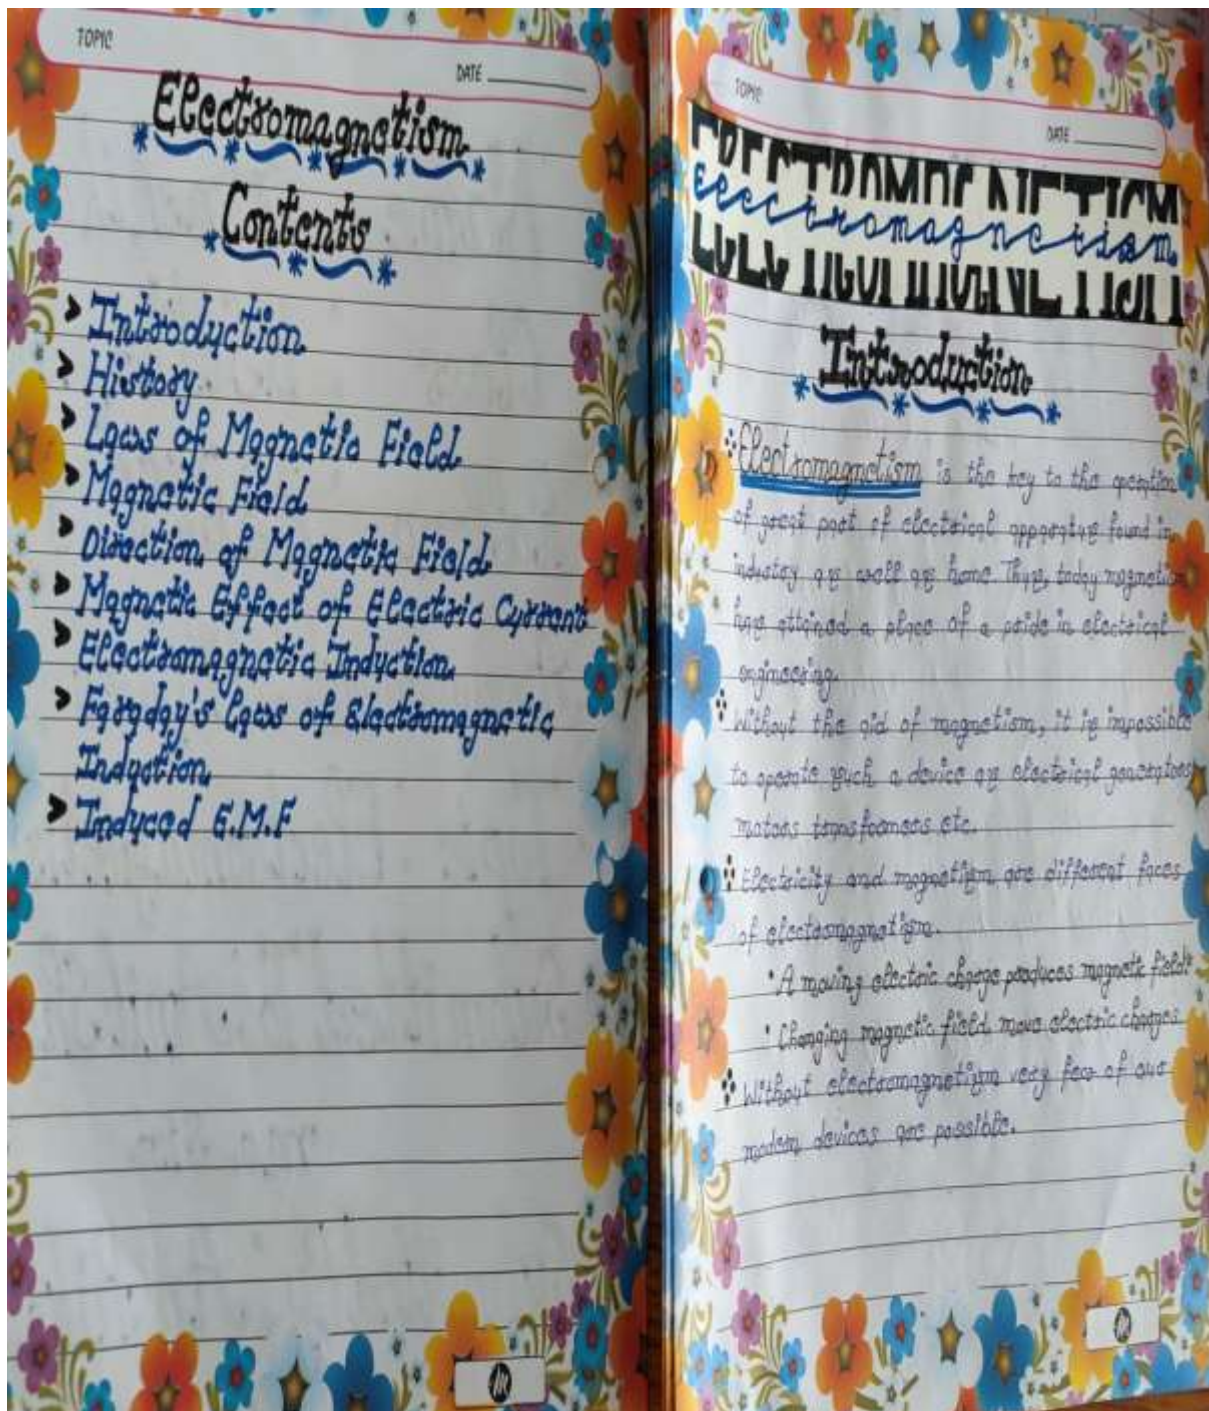 TOPIC
DATE
Electromagnetism
Contents
Introduction
History
Laws of Magnetic Field
Magnetic Field
Direction of Magnetic Field
Magnetic Effect of Electric Current
Electromagnetic Induction
Faraday's Laws of Electromagnetic
Induction
Induced E.M.F
TOPIC
DATE
ELECTROMAGNETISM
electromagnetism
Introduction
Electromagnetism is the key to the operation
of great part of electrical apparatus found in
industry as well as home. Thus, today magnetism
has attained a place of a pride in electrical
engineering.
Without the aid of magnetism, it is impossible
to operate such a device as electrical generators
motors transformers etc.
Electricity and magnetism are different faces
of electromagnetism.
• A moving electric charge produces magnetic field.
• Changing magnetic field move electric charges
Without electromagnetism very few of our
modern devices are possible.